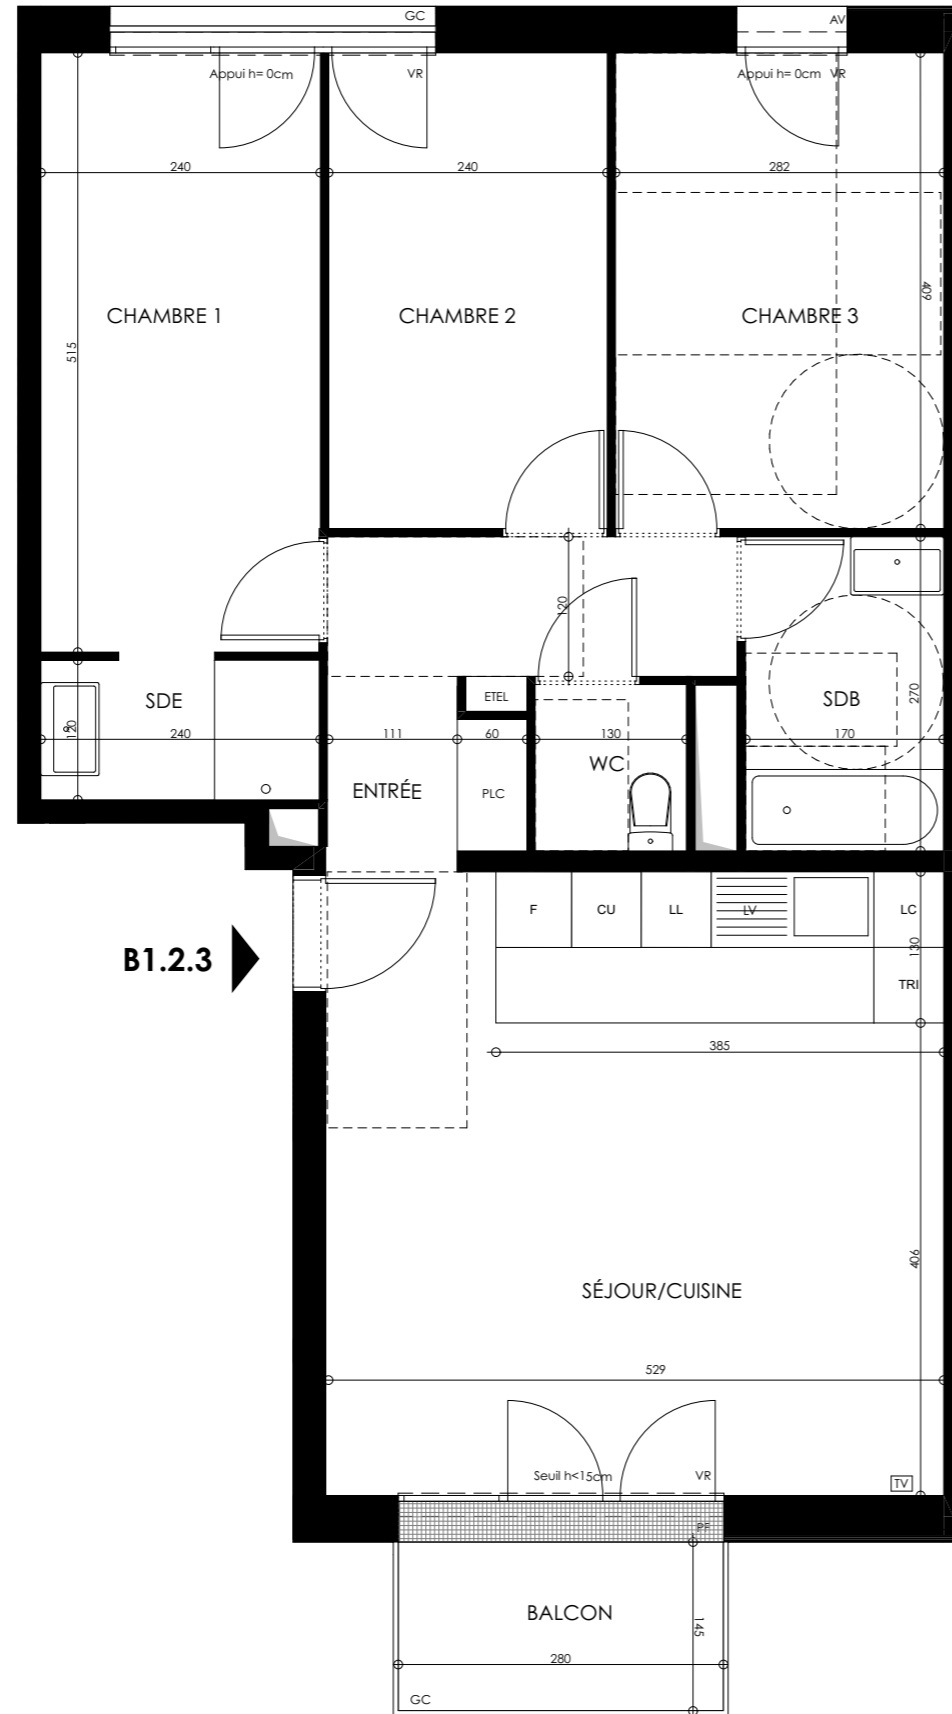 GC
AV
Appui h= 0cm
VR
Appui h= 0cm
VR
240
240
282
409
CHAMBRE 1
CHAMBRE 2
CHAMBRE 3
515
120
SDE
ETEL
SDB
270
120
240
111
60
130
170
WC
ENTRÉE
PLC
F
CU
LL
LV
LC
B1.2.3
130
TRI
385
406
SÉJOUR/CUISINE
529
Seuil h<15cm
VR
TV
PF
BALCON
145
280
GC